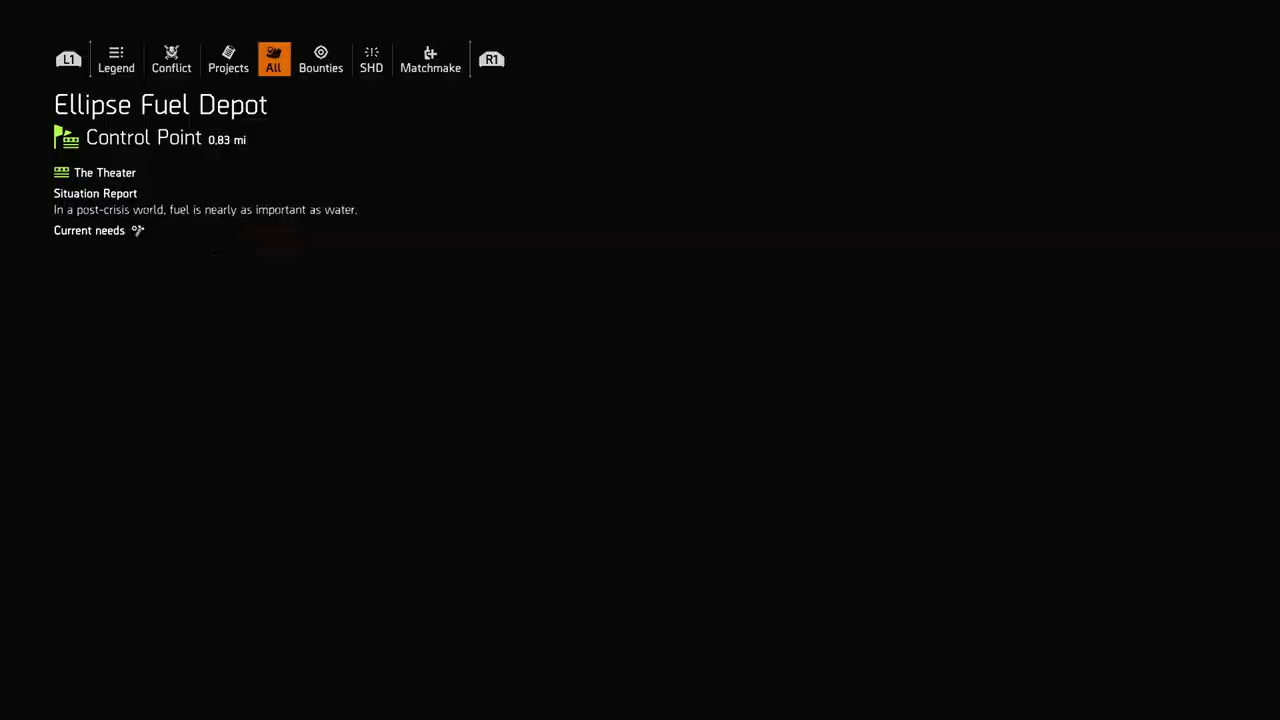 L1 Legend Conflict Projects All Bounties SHD Matchmake R1
Ellipse Fuel Depot
Control Point 0.83 mi
The Theater
Situation Report
In a post-crisis world, fuel is nearly as important as water.
Current needs